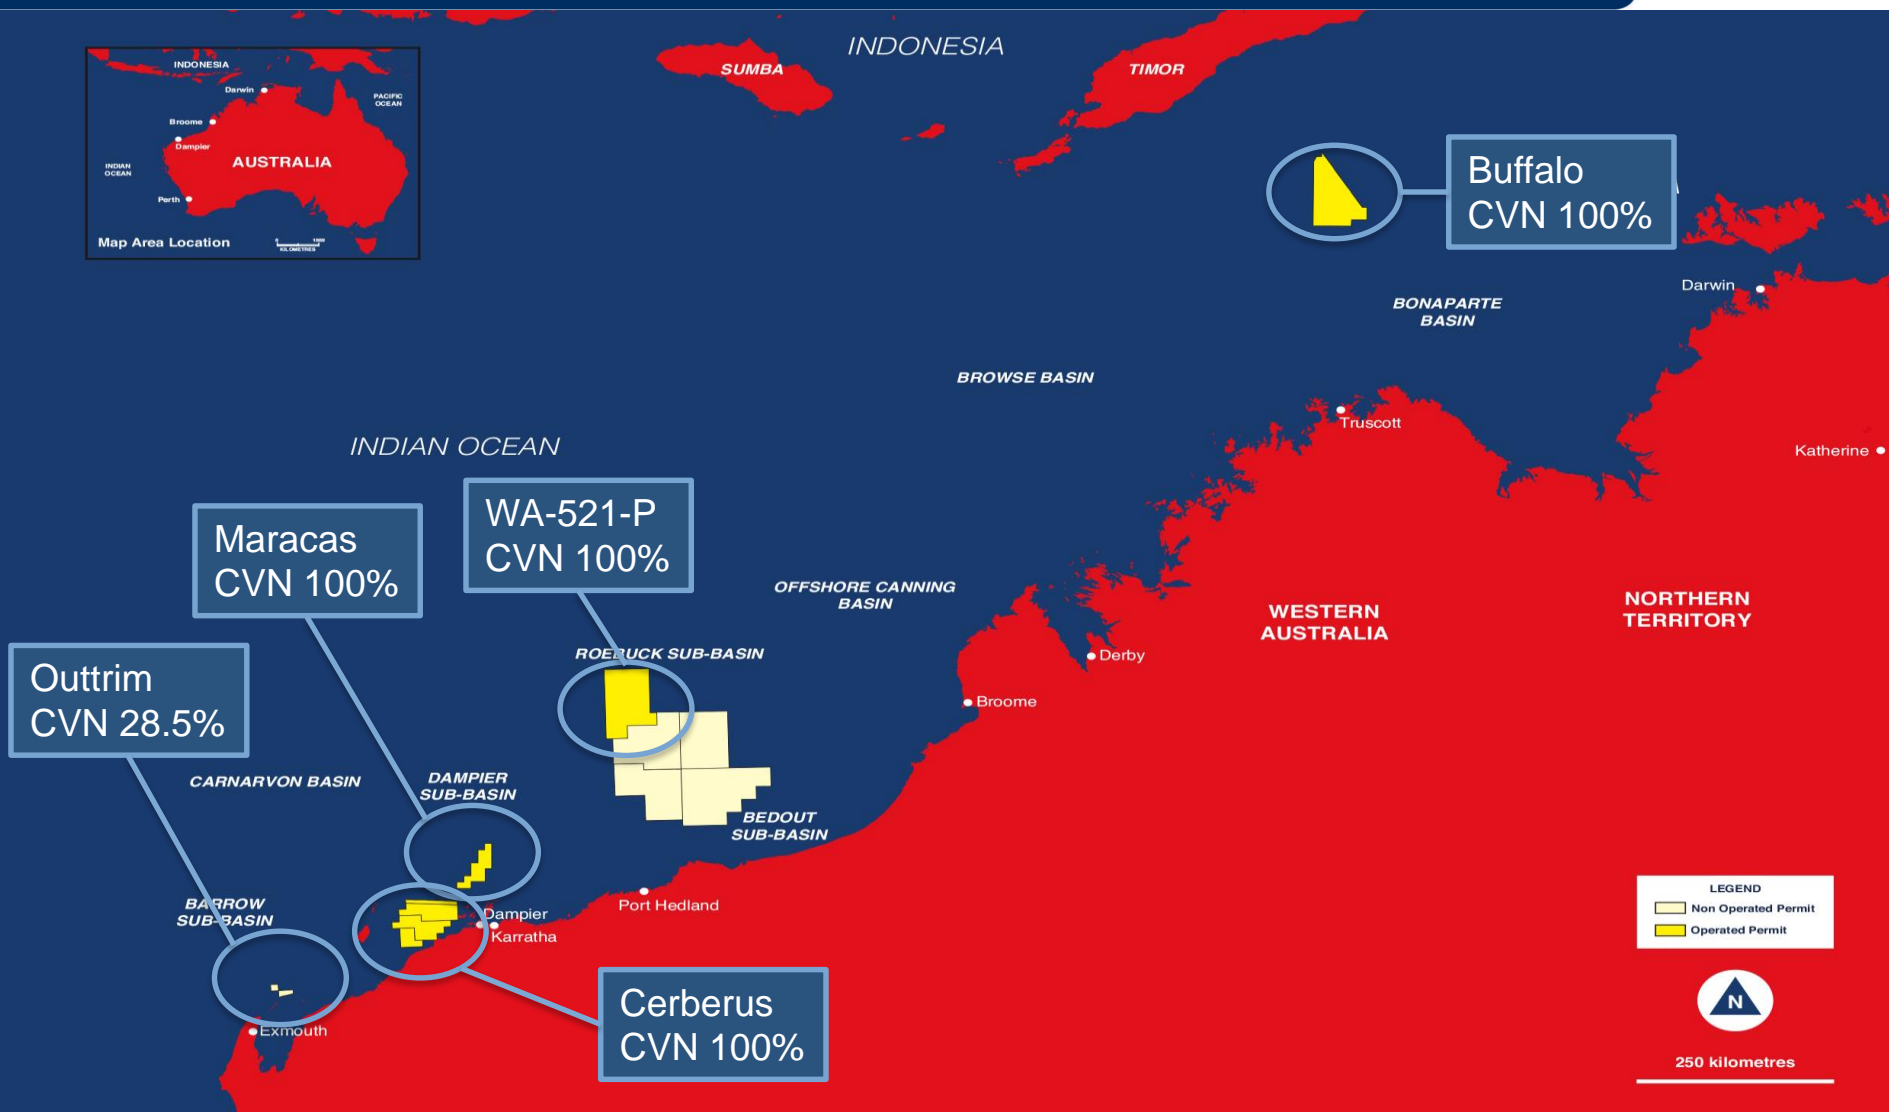 INDONESIA
Darwin
PACIFIC
OCEAN
Broome
Dampier
AUSTRALIA
INDIAN
OCEAN
Perth
Map Area Location
0 1000
KILOMETRES
INDONESIA
SUMBA
TIMOR
Buffalo
CVN 100%
Darwin
BONAPARTE
BASIN
BROWSE BASIN
Truscott
Katherine
INDIAN OCEAN
WA-521-P
CVN 100%
Maracas
CVN 100%
OFFSHORE CANNING
BASIN
WESTERN
AUSTRALIA
NORTHERN
TERRITORY
ROEBUCK SUB-BASIN
Derby
Outtrim
CVN 28.5%
Broome
CARNARVON BASIN
DAMPIER
SUB-BASIN
BEDOUT
SUB-BASIN
BARROW
SUB-BASIN
Port Hedland
Dampier
Karratha
LEGEND
Non Operated Permit
Operated Permit
Cerberus
CVN 100%
Exmouth
N
250 kilometres